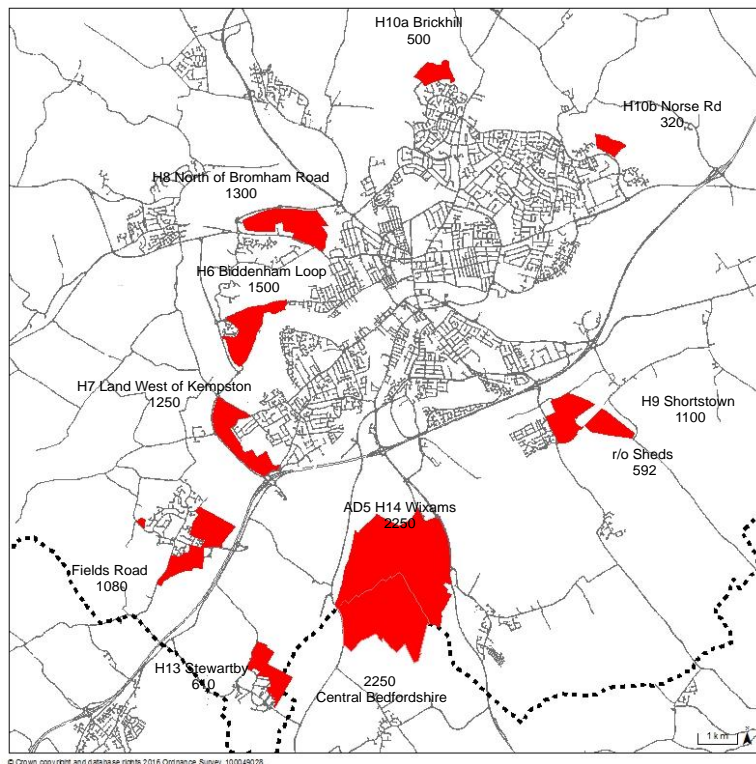 H10a Brickhill
500
H10b Norse Rd
320
H8 North of Bromham Road
1300
H6 Biddenham Loop
1500
H7 Land West of Kempston
1250
H9 Shortstown
1100
r/o Sheds
592
AD5 H14 Wixams
2250
Fields Road
1080
H13 Stewartby
610
2250
Central Bedfordshire
1 km
© Crown copyright and database rights 2016 Ordnance Survey 100049028